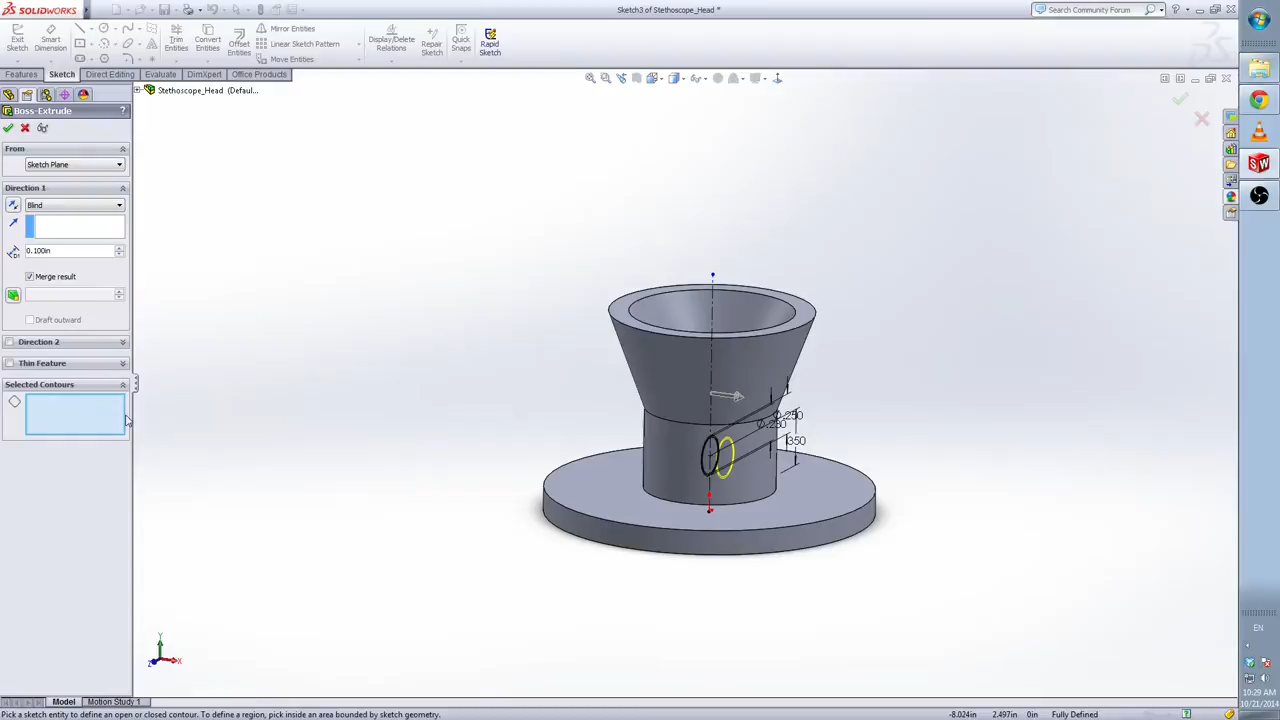 SOLIDWORKS
Sketch3 of Stethoscope_Head *
Search Community Forum
Exit Sketch
Smart Dimension
Trim Entities
Convert Entities
Offset Entities
Mirror Entities
Linear Sketch Pattern
Move Entities
Display/Delete Relations
Repair Sketch
Quick Snaps
Rapid Sketch
Features
Sketch
Direct Editing
Evaluate
DimXpert
Office Products
Stethoscope_Head (Defaul...
Boss-Extrude
?
From
Sketch Plane
Direction 1
Blind
0.100in
Merge result
Draft outward
Direction 2
Thin Feature
Selected Contours
.350
Y
X
Z
Model
Motion Study 1
Pick a sketch entity to define an open or closed contour. To define a region, pick inside an area bounded by sketch geometry.
-8.024in
2.497in
0in
Fully Defined
EN
10:29 AM
10/21/2014